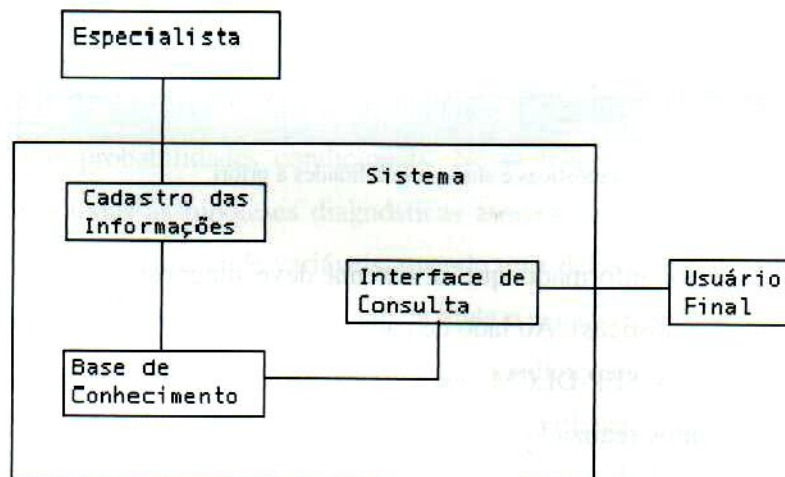 Especialista
Sistema
Cadastro das
Informações
Interface de
Consulta
Usuário
Final
Base de
Conhecimento